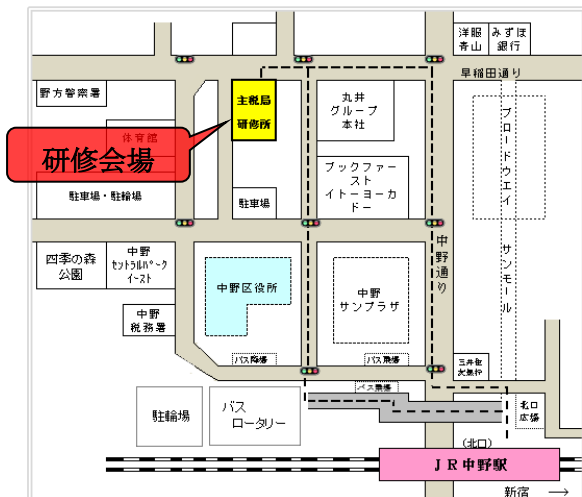 洋服
青山
みずほ
銀行
早稲田通り
野方警察署
主税局
研修所
丸井
グループ
本社
体育館
研修会場
ブロードウエイ
ブックファー
スト
イトーヨーカ
ドー
駐車場・駐輪場
駐車場
中野通り
サンモール
四季の森
公園
中野
ｾﾝﾄﾗﾙﾊﾟｰｸ
イースト
中野区役所
中野
サンプラザ
中野
税務署
バス降場
バス乗場
三井住
友銀行
バス乗場
駐輪場
バス
ロータリー
北口
広場
(北口)
ＪＲ中野駅
新宿 →